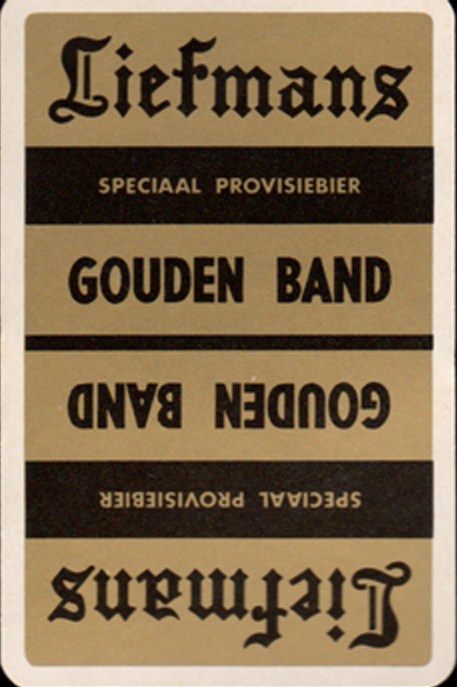 Liefmans
SPECIAAL PROVISIEBIER
GOUDEN BAND
GOUDEN BAND
SPECIAAL PROVISIEBIER
Liefmans